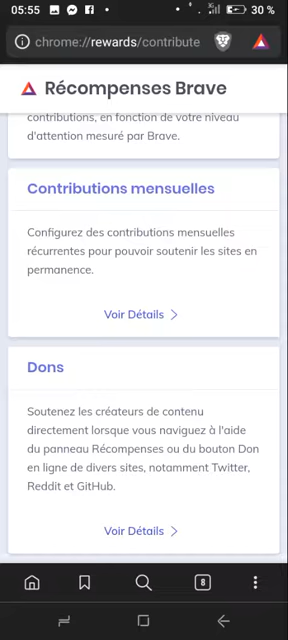 05:55
30 %
chrome://rewards/contribute
Récompenses Brave
contributions, en fonction de votre niveau
d'attention mesuré par Brave.
Contributions mensuelles
Configurez des contributions mensuelles
récurrentes pour pouvoir soutenir les sites en
permanence.
Voir Détails
Dons
Soutenez les créateurs de contenu
directement lorsque vous naviguez à l'aide
du panneau Récompenses ou du bouton Don
en ligne de divers sites, notamment Twitter,
Reddit et GitHub.
Voir Détails
8